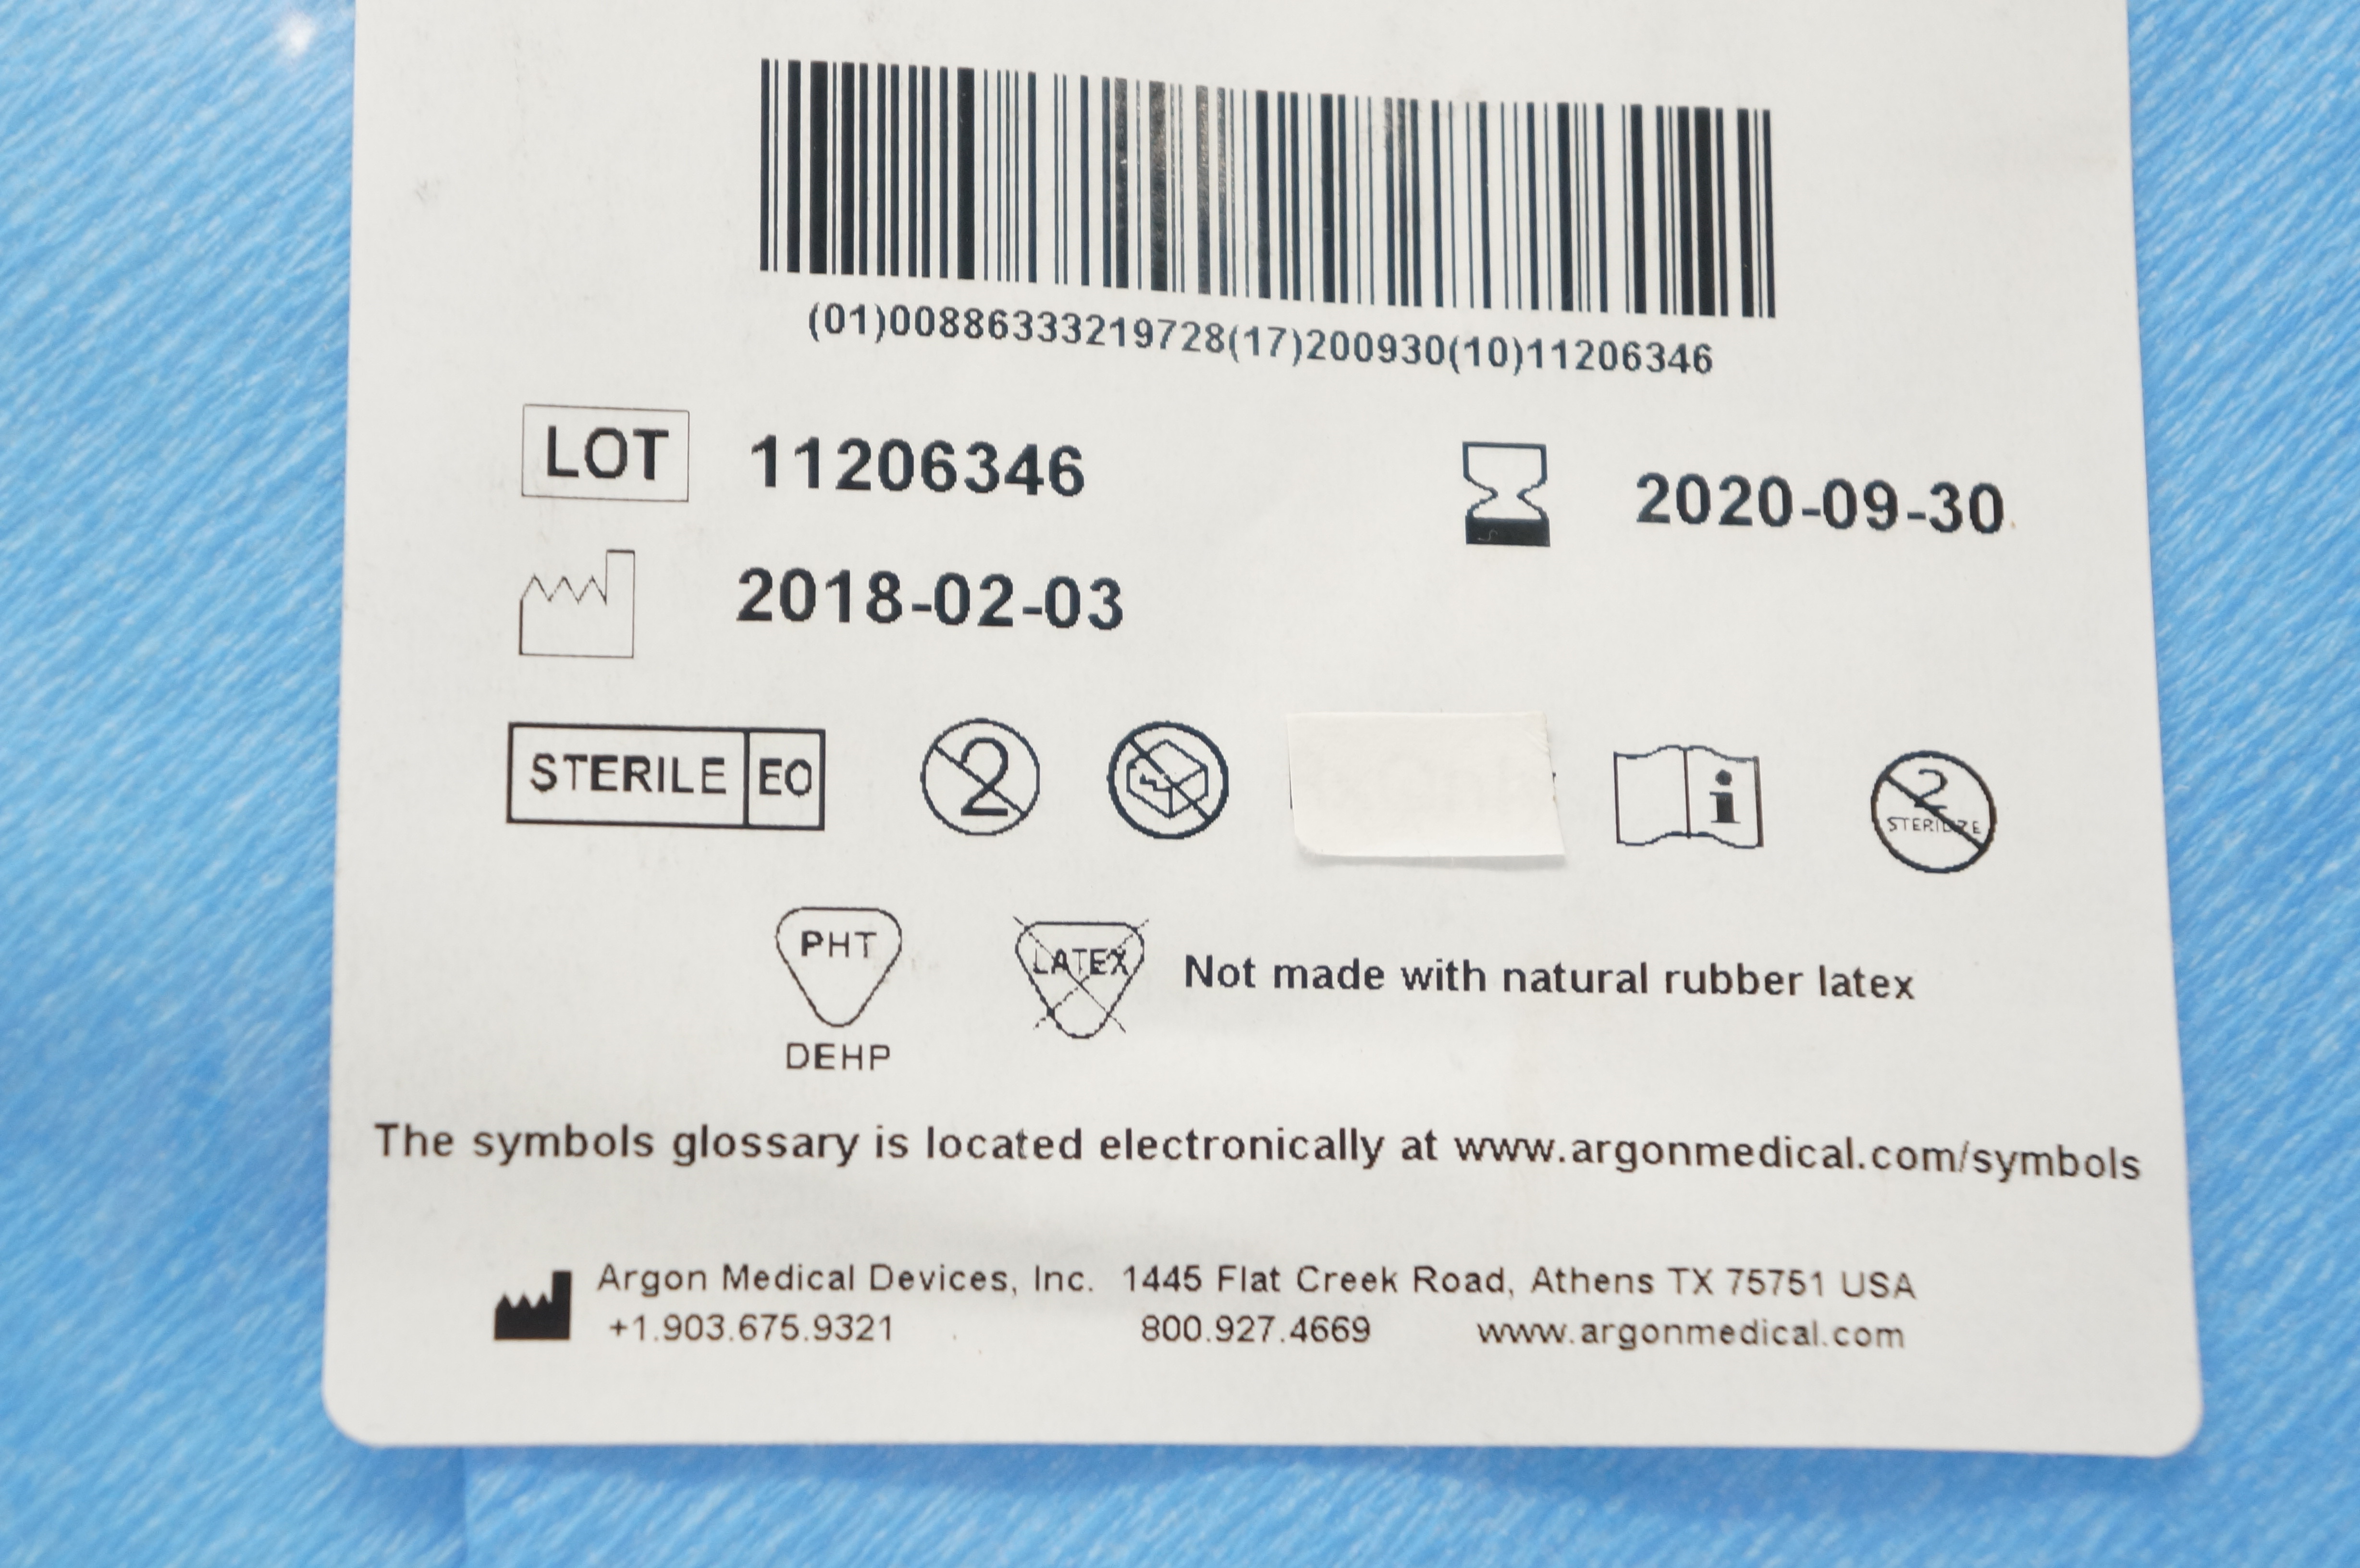 (01)00886333219728(17)200930(10)11206346
LOT 11206346 2020-09-30
2018-02-03
STERILE EO 2 i 2 STERILIZE
PHT LATEX Not made with natural rubber latex
DEHP
The symbols glossary is located electronically at www.argonmedical.com/symbols
Argon Medical Devices, Inc. 1445 Flat Creek Road, Athens TX 75751 USA
+1.903.675.9321 800.927.4669 www.argonmedical.com